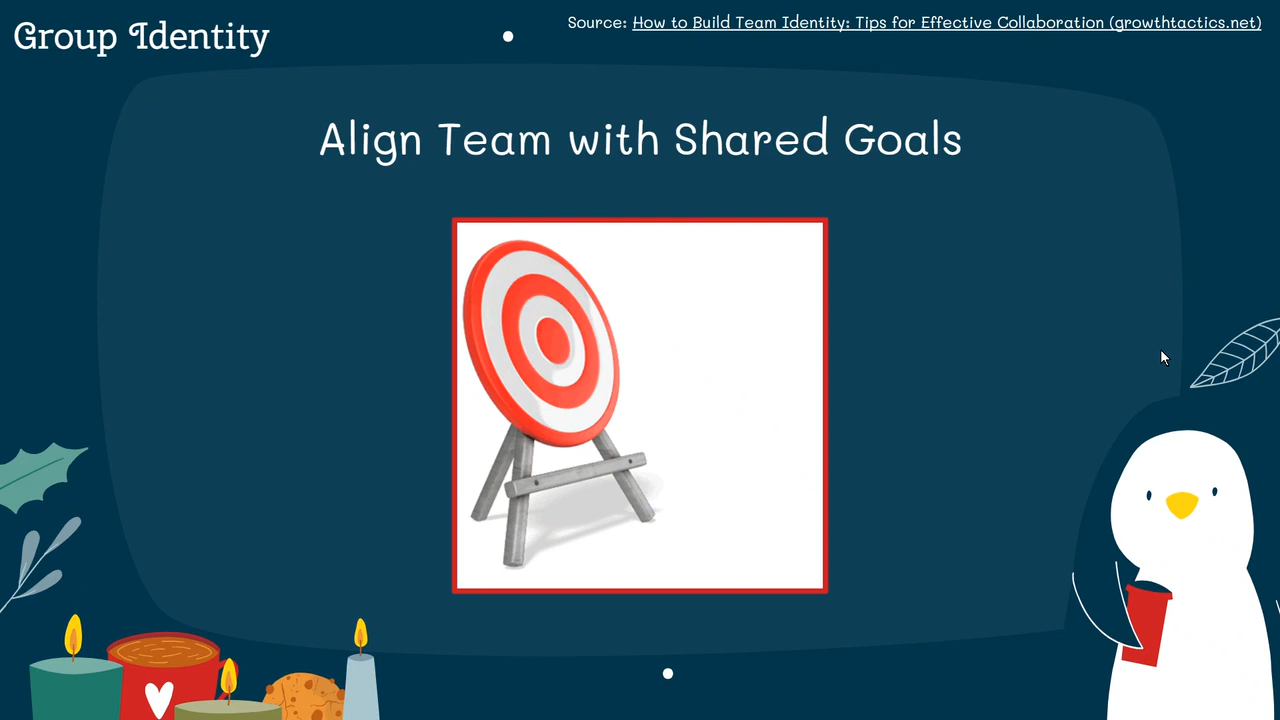 Group Identity
Source: How to Build Team Identity: Tips for Effective Collaboration (growthtactics.net)
Align Team with Shared Goals